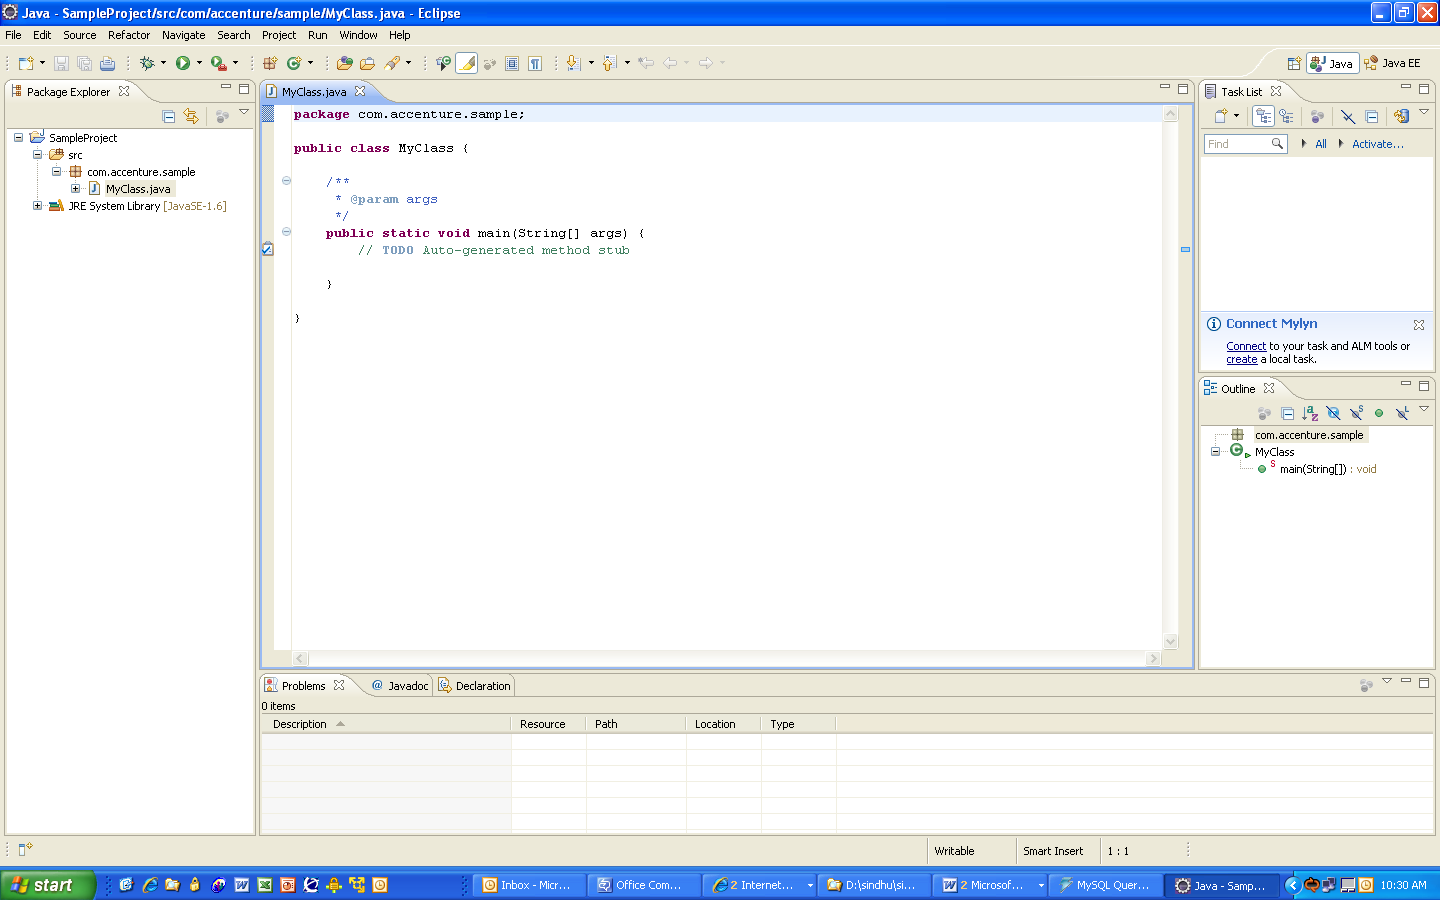 Java - SampleProject/src/com/accenture/sample/MyClass.java - Eclipse
File Edit Source Refactor Navigate Search Project Run Window Help
Java Java EE
Package Explorer
SampleProject
src
com.accenture.sample
MyClass.java
JRE System Library [JavaSE-1.6]
MyClass.java
package com.accenture.sample;
public class MyClass {
/**
* @param args
*/
public static void main(String[] args) {
// TODO Auto-generated method stub
}
}
Task List
Find All Activate...
Connect Mylyn
Connect to your task and ALM tools or
create a local task.
Outline
com.accenture.sample
MyClass
main(String[]) : void
Problems Javadoc Declaration
0 items
Description Resource Path Location Type
Writable Smart Insert 1 : 1
start Inbox - Micr... Office Com... 2 Internet... D:\sindhu\si... 2 Microsof... MySQL Quer... Java - Samp... 10:30 AM